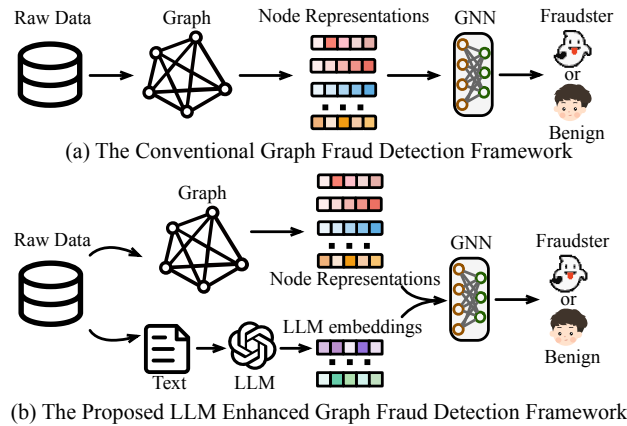 Raw Data
Graph
Node Representations
GNN
Fraudster
or
Benign
(a) The Conventional Graph Fraud Detection Framework
Raw Data
Graph
Node Representations
GNN
Fraudster
or
Benign
LLM embeddings
Text
LLM
(b) The Proposed LLM Enhanced Graph Fraud Detection Framework